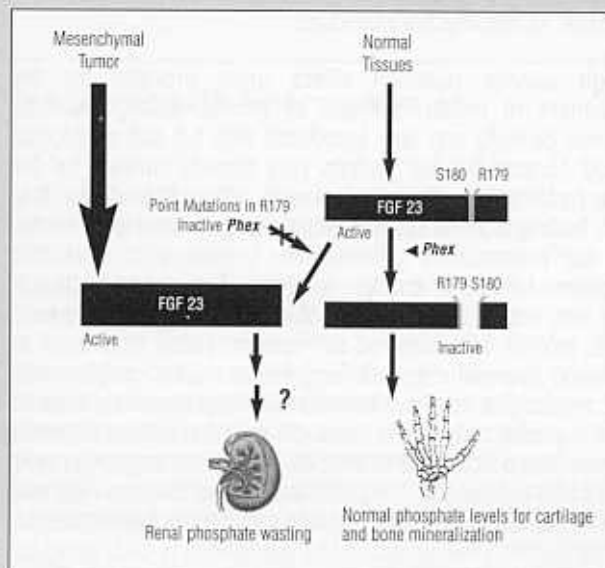 Mesenchymal
Tumor
Normal
Tissues
S180 R179
FGF 23
Active
Point Mutations in R179
Inactive Phex
Phex
R179 S180
FGF 23
Active
Inactive
?
Renal phosphate wasting
Normal phosphate levels for cartilage
and bone mineralization